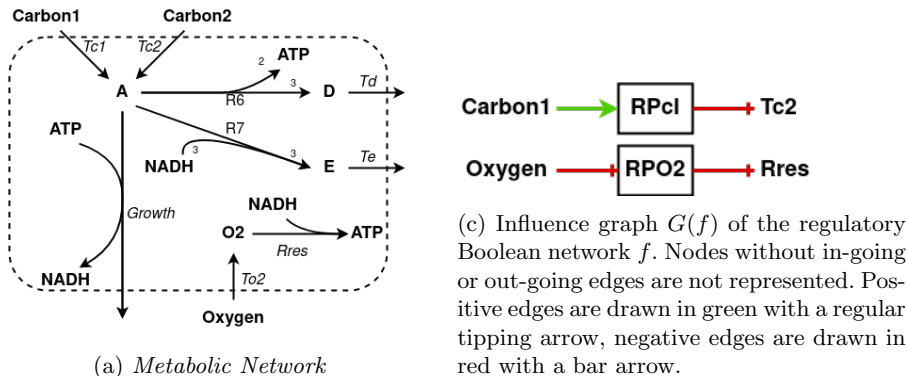 Carbon1 Carbon2
Tc1 Tc2
ATP
2
3
A D Td
R6
R7
ATP
NADH 3 3 E Te
NADH
Growth
O2 ATP
Rres
NADH
To2
Oxygen
(a) Metabolic Network
Carbon1 RPcl Tc2
Oxygen RPO2 Rres
(c) Influence graph G(f) of the regulatory
Boolean network f. Nodes without in-going
or out-going edges are not represented. Pos-
itive edges are drawn in green with a regular
tipping arrow, negative edges are drawn in
red with a bar arrow.